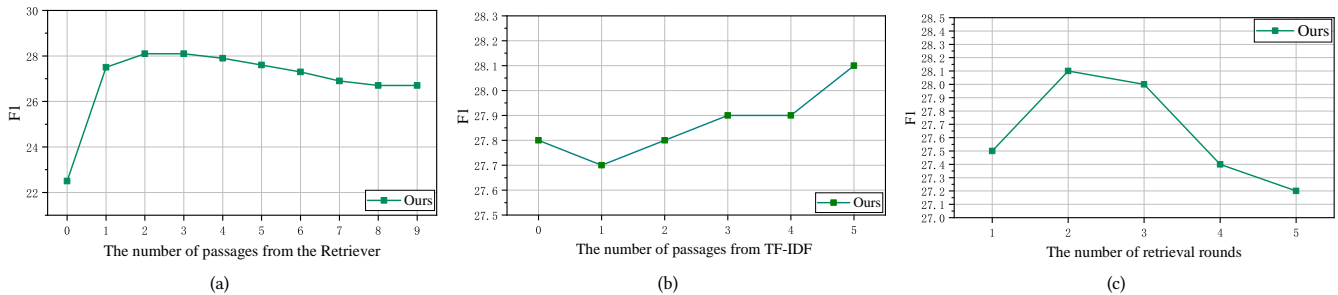 30
28
26
24
22
F1
0 1 2 3 4 5 6 7 8 9
The number of passages from the Retriever
Ours
(a)
28.3
28.2
28.1
28.0
27.9
27.8
27.7
27.6
27.5
F1
0 1 2 3 4 5
The number of passages from TF-IDF
Ours
(b)
28.5
28.4
28.3
28.2
28.1
28.0
27.9
27.8
27.7
27.6
27.5
27.4
27.3
27.2
27.1
27.0
F1
1 2 3 4 5
The number of retrieval rounds
Ours
(c)